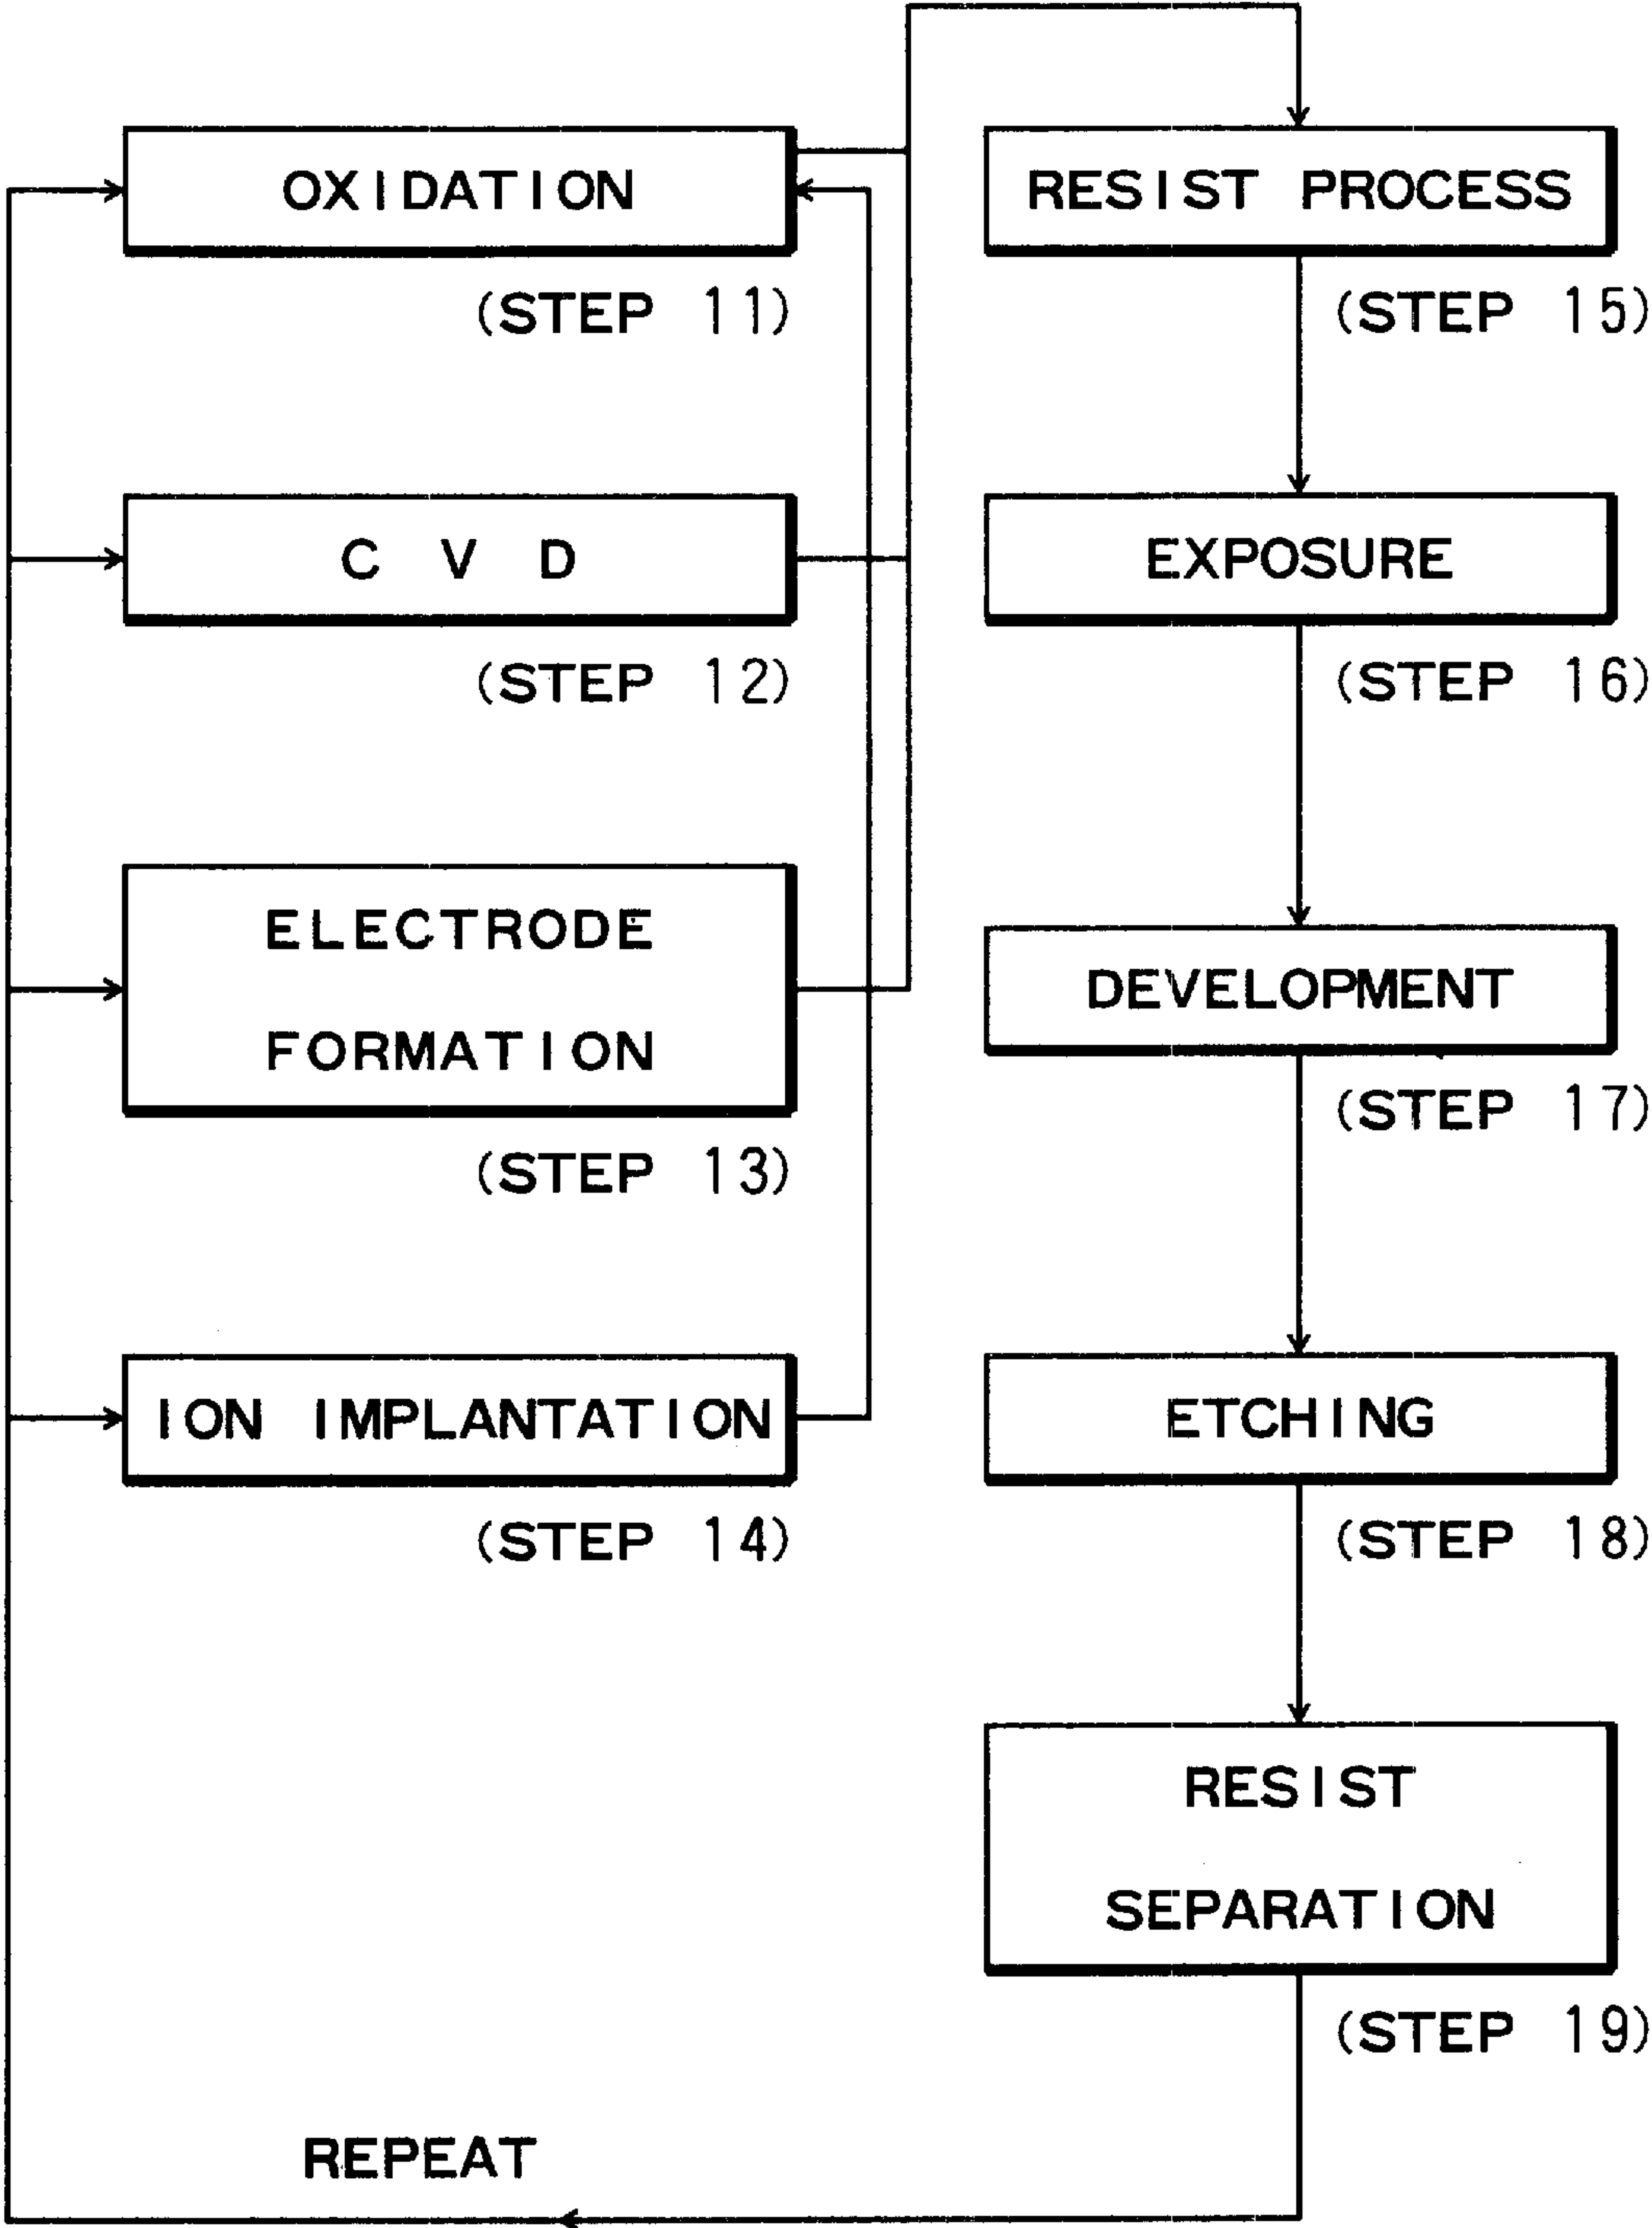 OXIDATION
(STEP 11)
C V D
(STEP 12)
ELECTRODE
FORMATION
(STEP 13)
ION IMPLANTATION
(STEP 14)
RESIST PROCESS
(STEP 15)
EXPOSURE
(STEP 16)
DEVELOPMENT
(STEP 17)
ETCHING
(STEP 18)
RESIST
SEPARATION
(STEP 19)
REPEAT